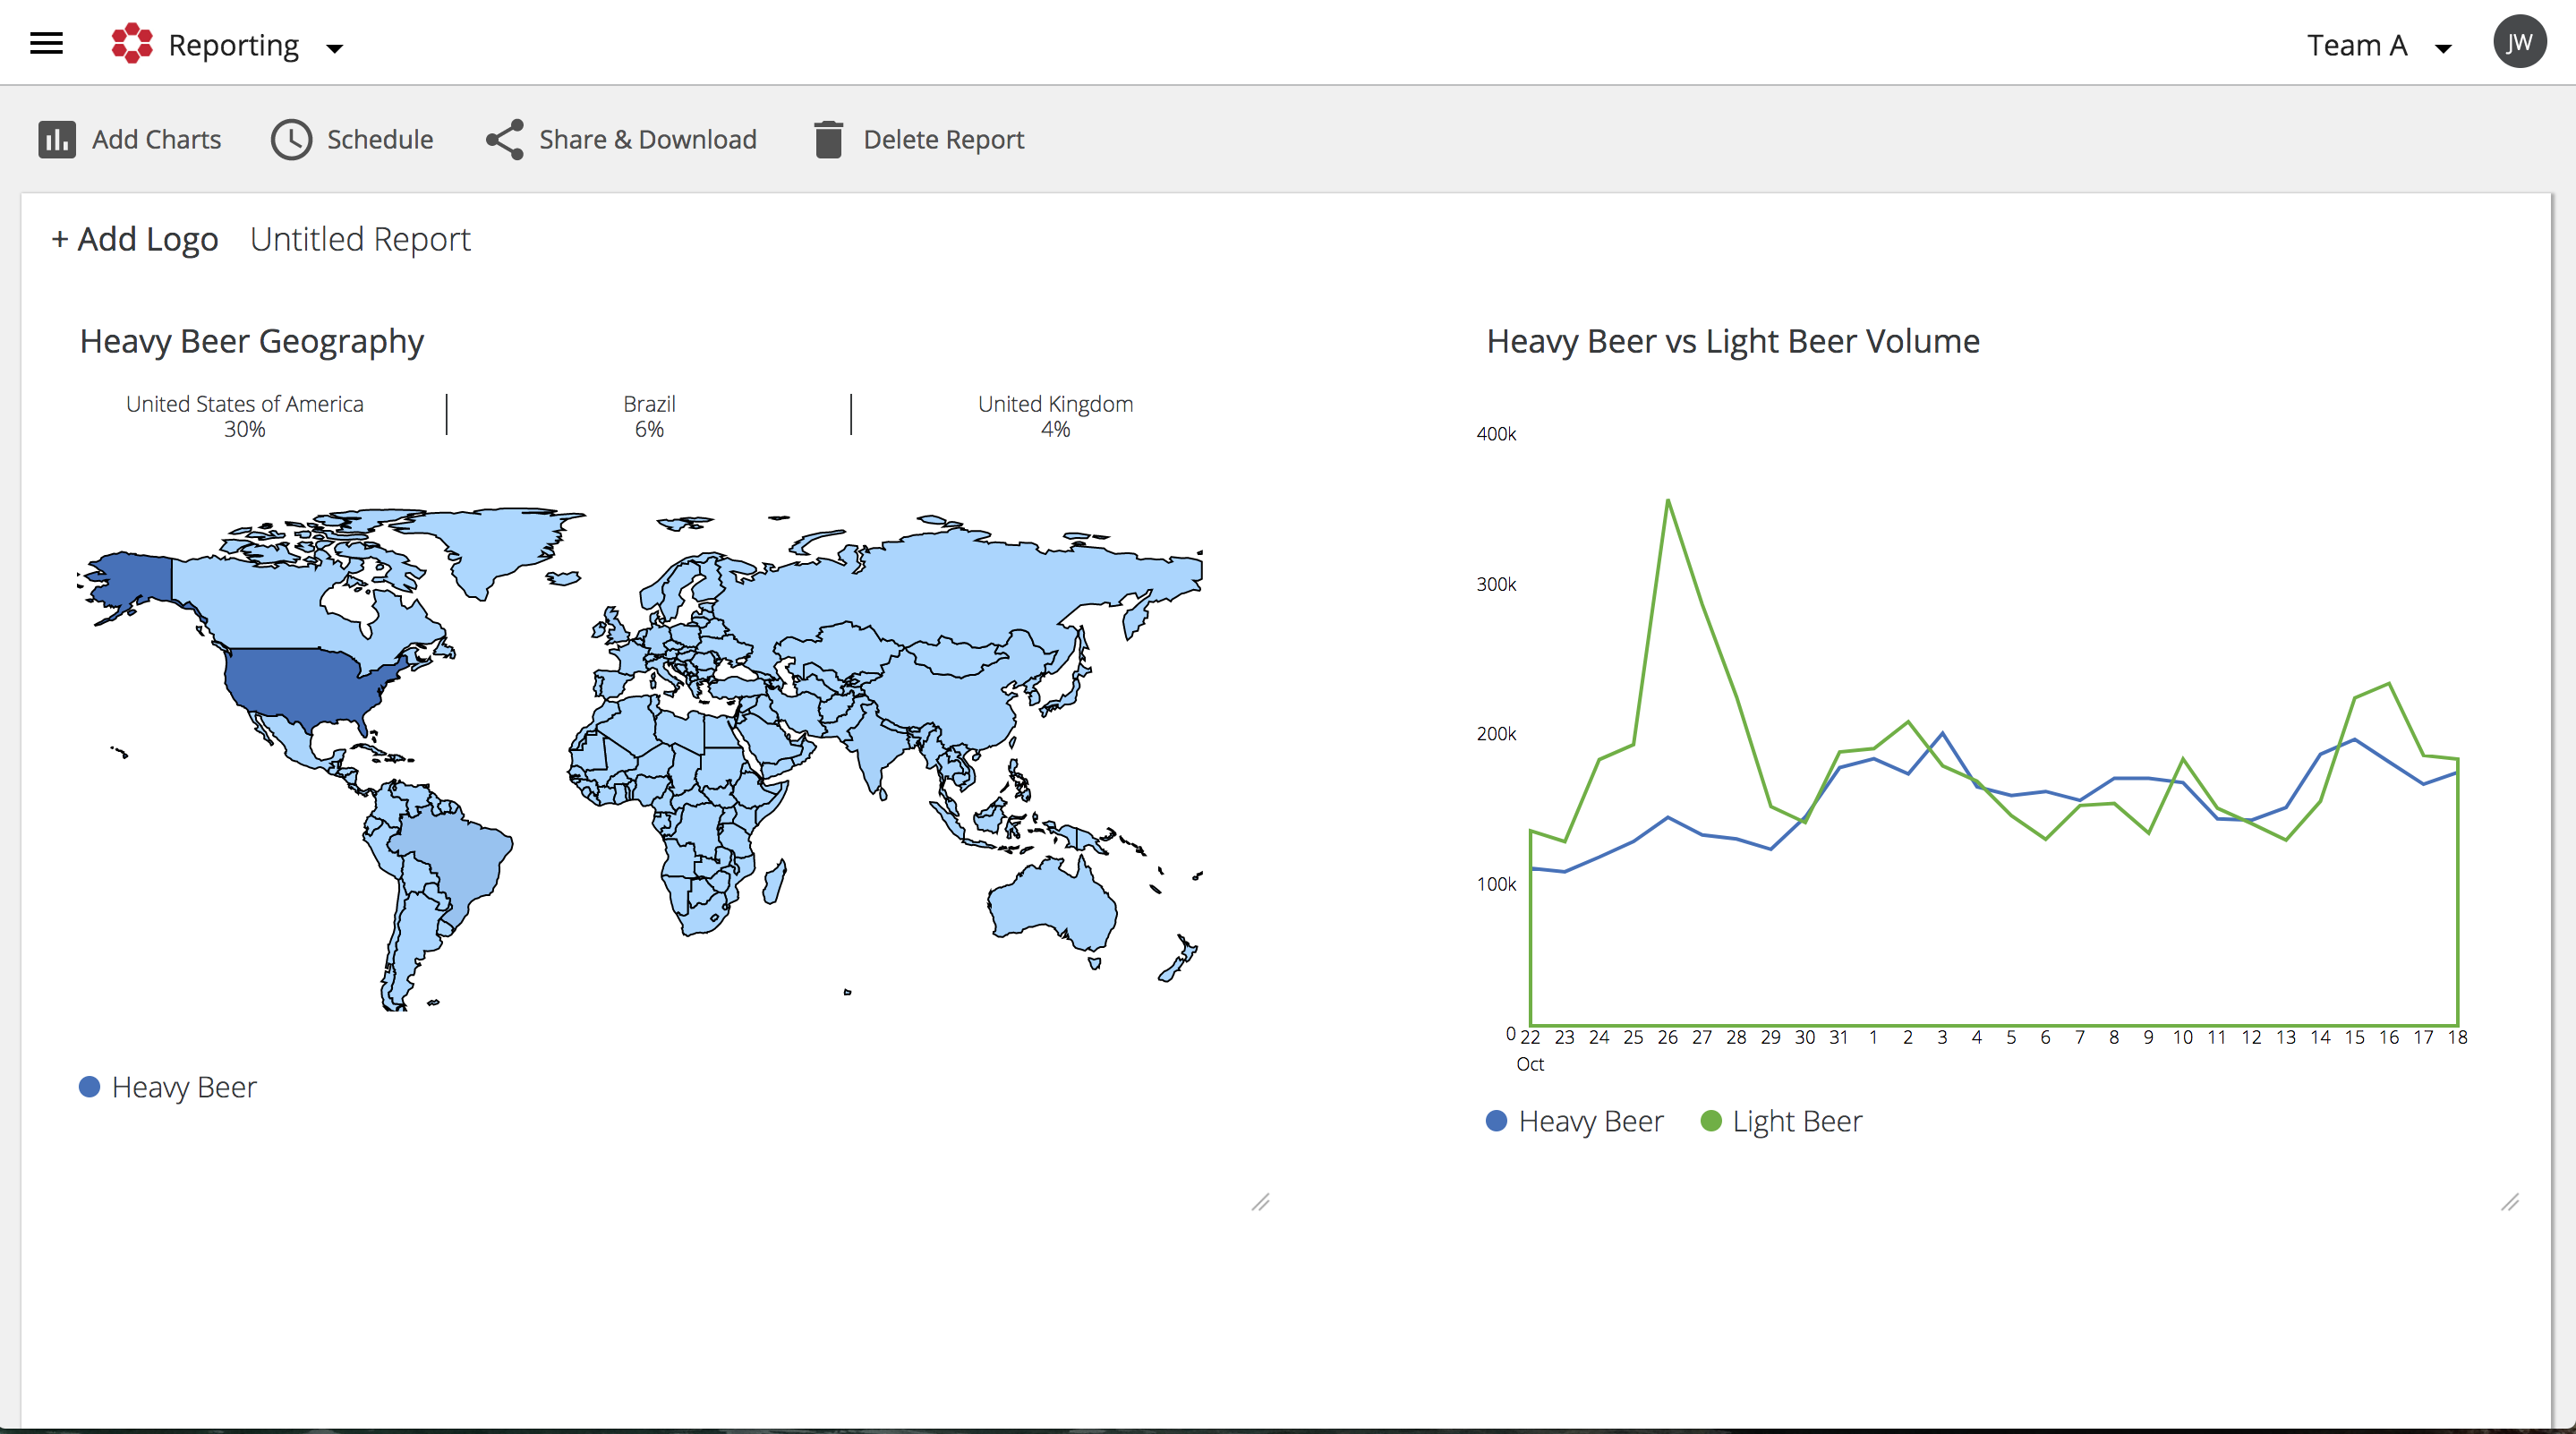 Reporting
Team A
JW
Add Charts
Schedule
Share & Download
Delete Report
+ Add Logo
Untitled Report
Heavy Beer Geography
United States of America
30%
Brazil
6%
United Kingdom
4%
Heavy Beer
Heavy Beer vs Light Beer Volume
400k
300k
200k
100k
0
22 23 24 25 26 27 28 29 30 31 1 2 3 4 5 6 7 8 9 10 11 12 13 14 15 16 17 18
Oct
Heavy Beer
Light Beer